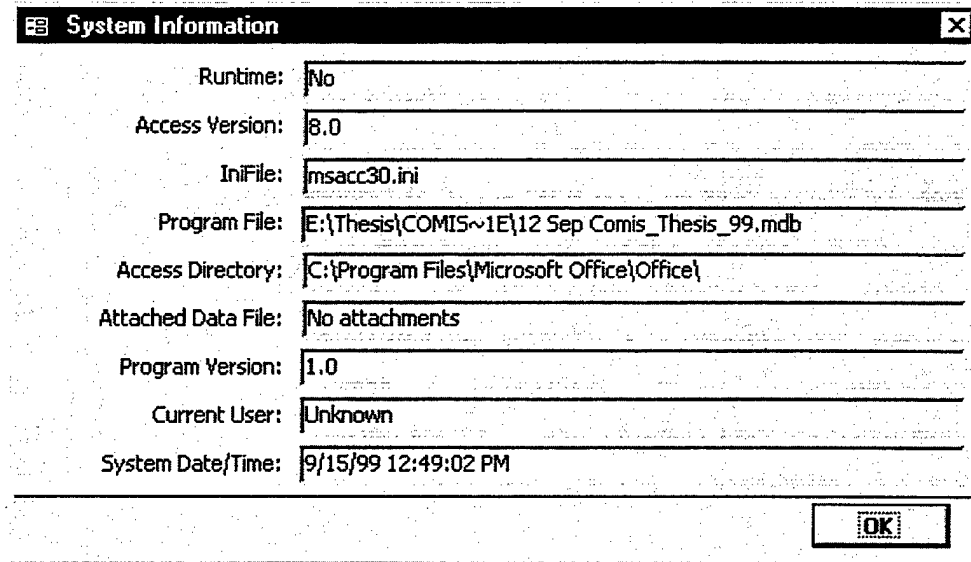 System Information
Runtime: No
Access Version: 8.0
IniFile: msacc30.ini
Program File: E:\Thesis\COMIS~1E\12 Sep Comis_Thesis_99.mdb
Access Directory: C:\Program Files\Microsoft Office\Office\
Attached Data File: No attachments
Program Version: 1.0
Current User: Unknown
System Date/Time: 9/15/99 12:49:02 PM
OK